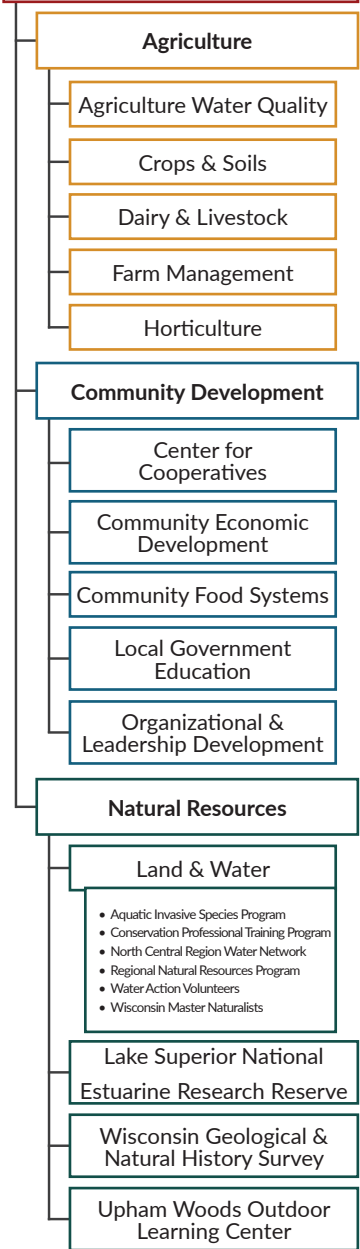 Agriculture
Agriculture Water Quality
Crops & Soils
Dairy & Livestock
Farm Management
Horticulture
Community Development
Center for
Cooperatives
Community Economic
Development
Community Food Systems
Local Government
Education
Organizational &
Leadership Development
Natural Resources
Land & Water
• Aquatic Invasive Species Program
• Conservation Professional Training Program
• North Central Region Water Network
• Regional Natural Resources Program
• Water Action Volunteers
• Wisconsin Master Naturalists
Lake Superior National
Estuarine Research Reserve
Wisconsin Geological &
Natural History Survey
Upham Woods Outdoor
Learning Center